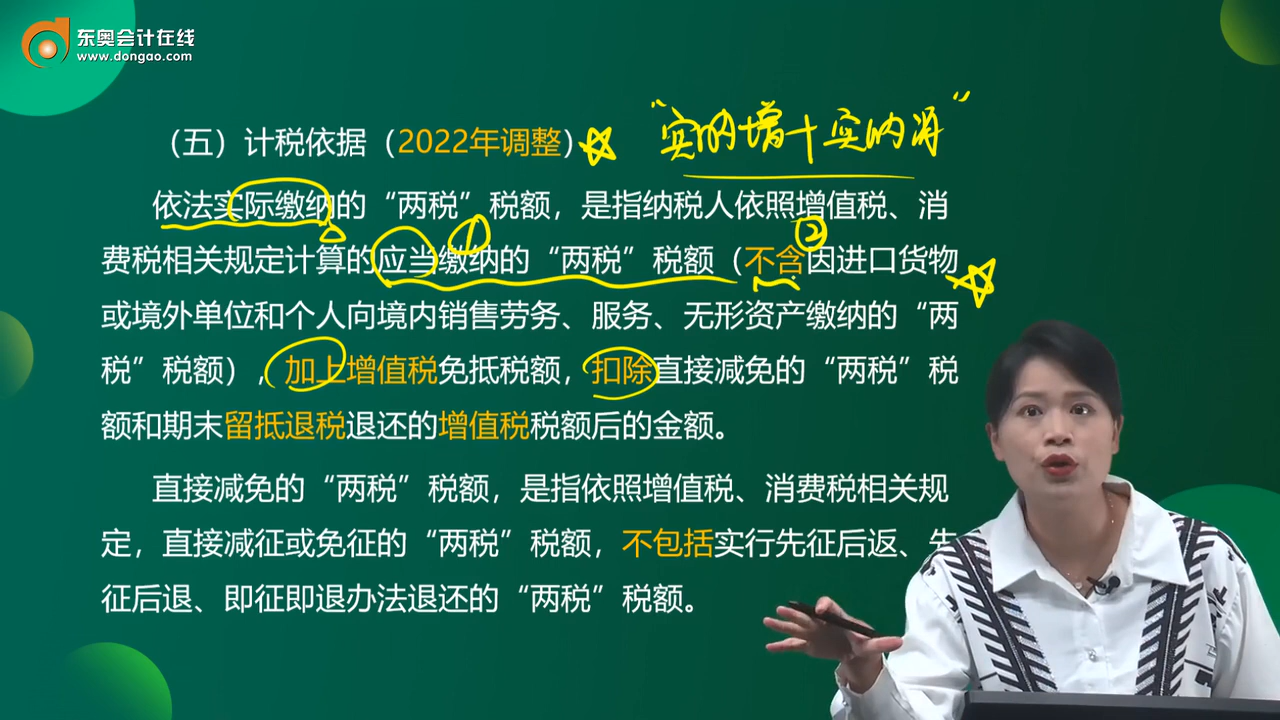 东奥会计在线
www.dongao.com
（五）计税依据（2022年调整）
“实纳增+实纳消”
依法实际缴纳的“两税”税额，是指纳税人依照增值税、消
① ②
费税相关规定计算的应当缴纳的“两税”税额（不含因进口货物
或境外单位和个人向境内销售劳务、服务、无形资产缴纳的“两
税”税额），加上增值税免抵税额，扣除直接减免的“两税”税
额和期末留抵退税退还的增值税税额后的金额。
直接减免的“两税”税额，是指依照增值税、消费税相关规
定，直接减征或免征的“两税”税额，不包括实行先征后返、先
征后退、即征即退办法退还的“两税”税额。